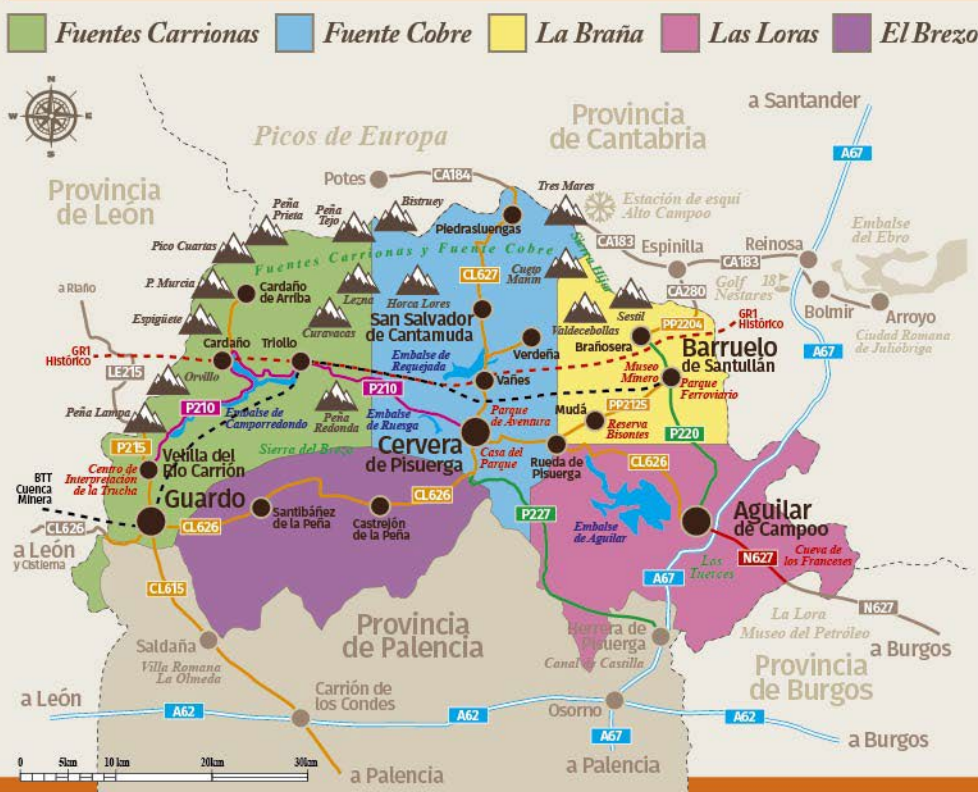 Fuentes Carrionas
Fuente Cobre
La Braña
Las Loras
El Brezo
N
W
E
S
Picos de Europa
Provincia
de Cantabria
a Santander
A67
Provincia
de León
Potes
CA184
Tres Mares
Estación de esquí
Alto Campoo
Peña
Prieta
Peña
Tejo
Bistruey
Piedrasluengas
CA183
Espinilla
Reinosa
CA183
Embalse
del Ebro
Pico Cuartas
Fuentes Carrionas y Fuente Cobre
Sierra Híjar
CL627
Cueto
Manín
Golf
Nestares
18
CA280
Bolmir
Arroyo
Ciudad Romana
de Julióbriga
a Riaño
P. Murcia
Cardaño
de Arriba
Lezna
Horca Lores
San Salvador
de Cantamuda
Valdecebollas
Sestil
PP2204
GR1
Histórico
Espigüete
Curavacas
Verdeña
Brañosera
Barruelo
de Santullán
A67
GR1
Histórico
Cardaño
Triollo
Embalse de
Requejada
LE215
Orvillo
P210
Vañes
Museo
Minero
Parque
Ferroviario
P210
Embalse de
Camporredondo
Peña
Redonda
Embalse
de Ruesga
Parque
de Aventura
Mudá
PP2125
Peña Lampa
P215
Sierra del Brezo
Cervera
de Pisuerga
Casa del
Parque
Reserva
Bisontes
P220
Centro de
Interpretación
de la Trucha
Velilla del
Río Carrión
Rueda de
Pisuerga
CL626
BTT
Cuenca
Minera
Guardo
CL626
Santibáñez
de la Peña
Castrejón
de la Peña
CL626
P227
Embalse
de Aguilar
Aguilar
de Campoo
CL626
a León
y Cistierna
N627
Cueva de
los Franceses
Los
Tuerces
A67
CL615
N627
La Lora
Museo del Petróleo
a Burgos
Saldaña
Villa Romana
La Olmeda
Provincia
de Palencia
Herrera de
Pisuerga
Canal de Castilla
Provincia
de Burgos
a León
A62
Carrión de
los Condes
A62
Osorno
A62
a Burgos
A67
a Palencia
a Palencia
0 5km 10 km 20km 30km